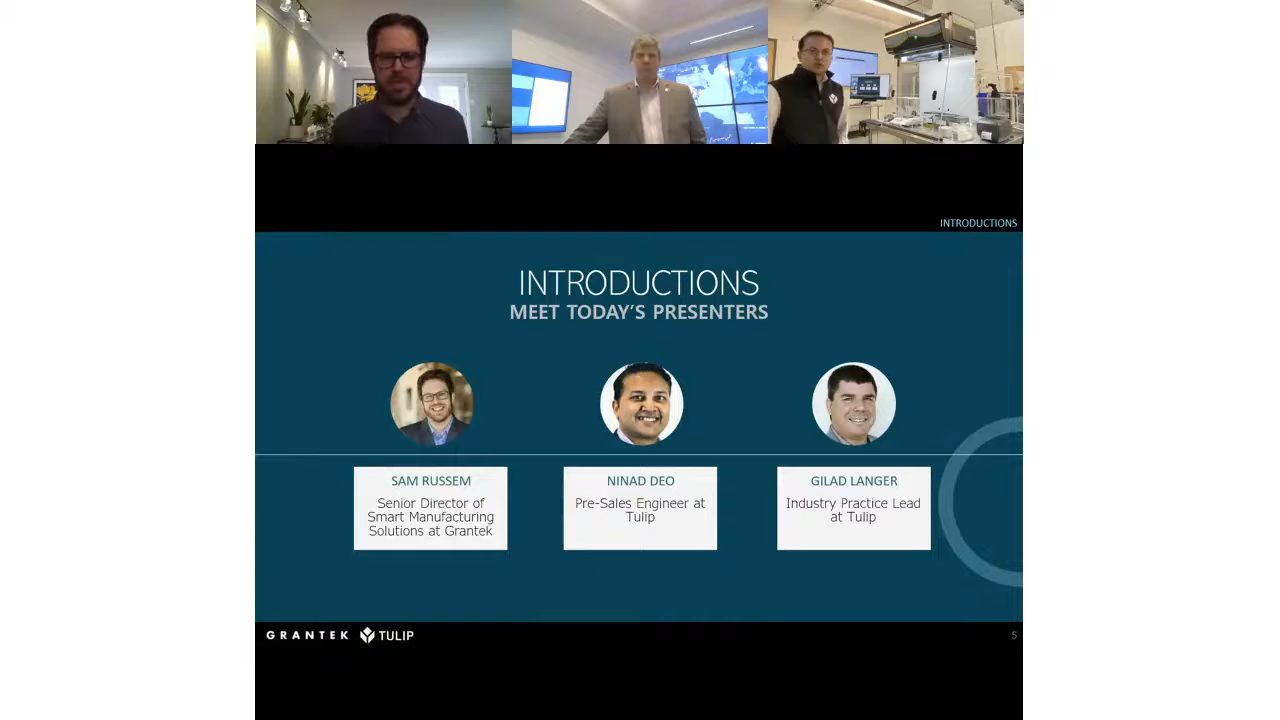 INTRODUCTIONS
INTRODUCTIONS
MEET TODAY'S PRESENTERS
SAM RUSSEM
Senior Director of
Smart Manufacturing
Solutions at Grantek
NINAD DEO
Pre-Sales Engineer at
Tulip
GILAD LANGER
Industry Practice Lead
at Tulip
GRANTEK TULIP
5